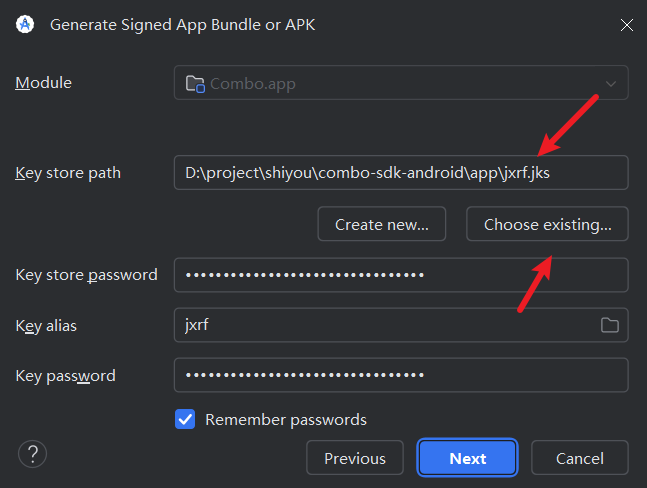 Generate Signed App Bundle or APK
Module
Combo.app
Key store path
D:\project\shiyou\combo-sdk-android\app\jxrf.jks
Create new...
Choose existing...
Key store password
••••••••••••••••••••••••••••••••
Key alias
jxrf
Key password
••••••••••••••••••••••••••••••••
Remember passwords
?
Previous
Next
Cancel